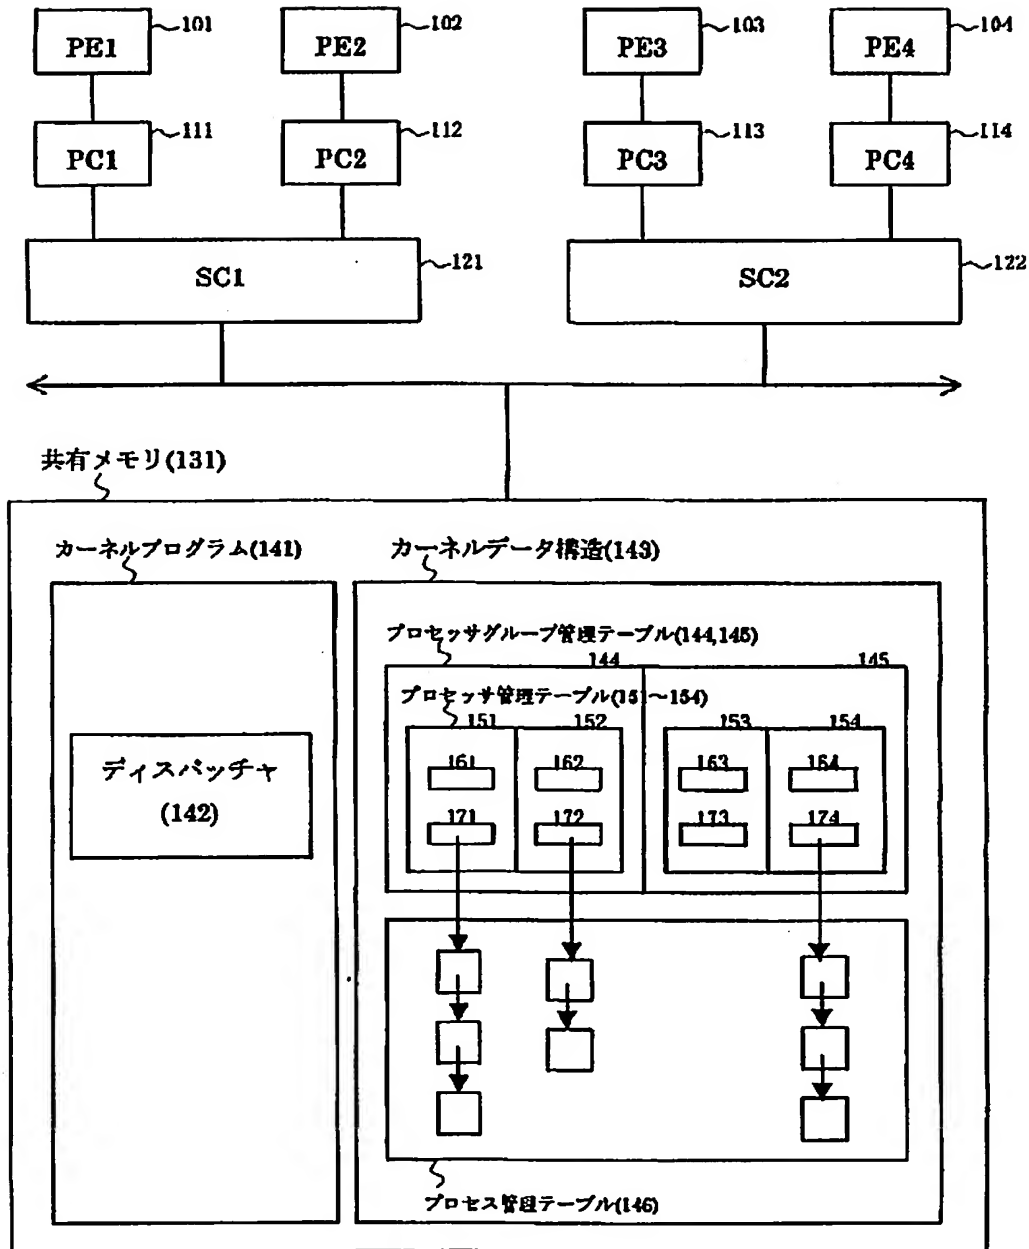 PE1 101 PE2 102 PE3 103 PE4 104
PC1 111 PC2 112 PC3 113 PC4 114
SC1 121 SC2 122
共有メモリ(131)
カーネルプログラム(141)
カーネルデータ構造(143)
ディスパッチャ
(142)
プロセッサグループ管理テーブル(144,145)
144 145
プロセッサ管理テーブル(151〜154)
151 152 153 154
161 162 163 164
171 172 173 174
プロセス管理テーブル(146)